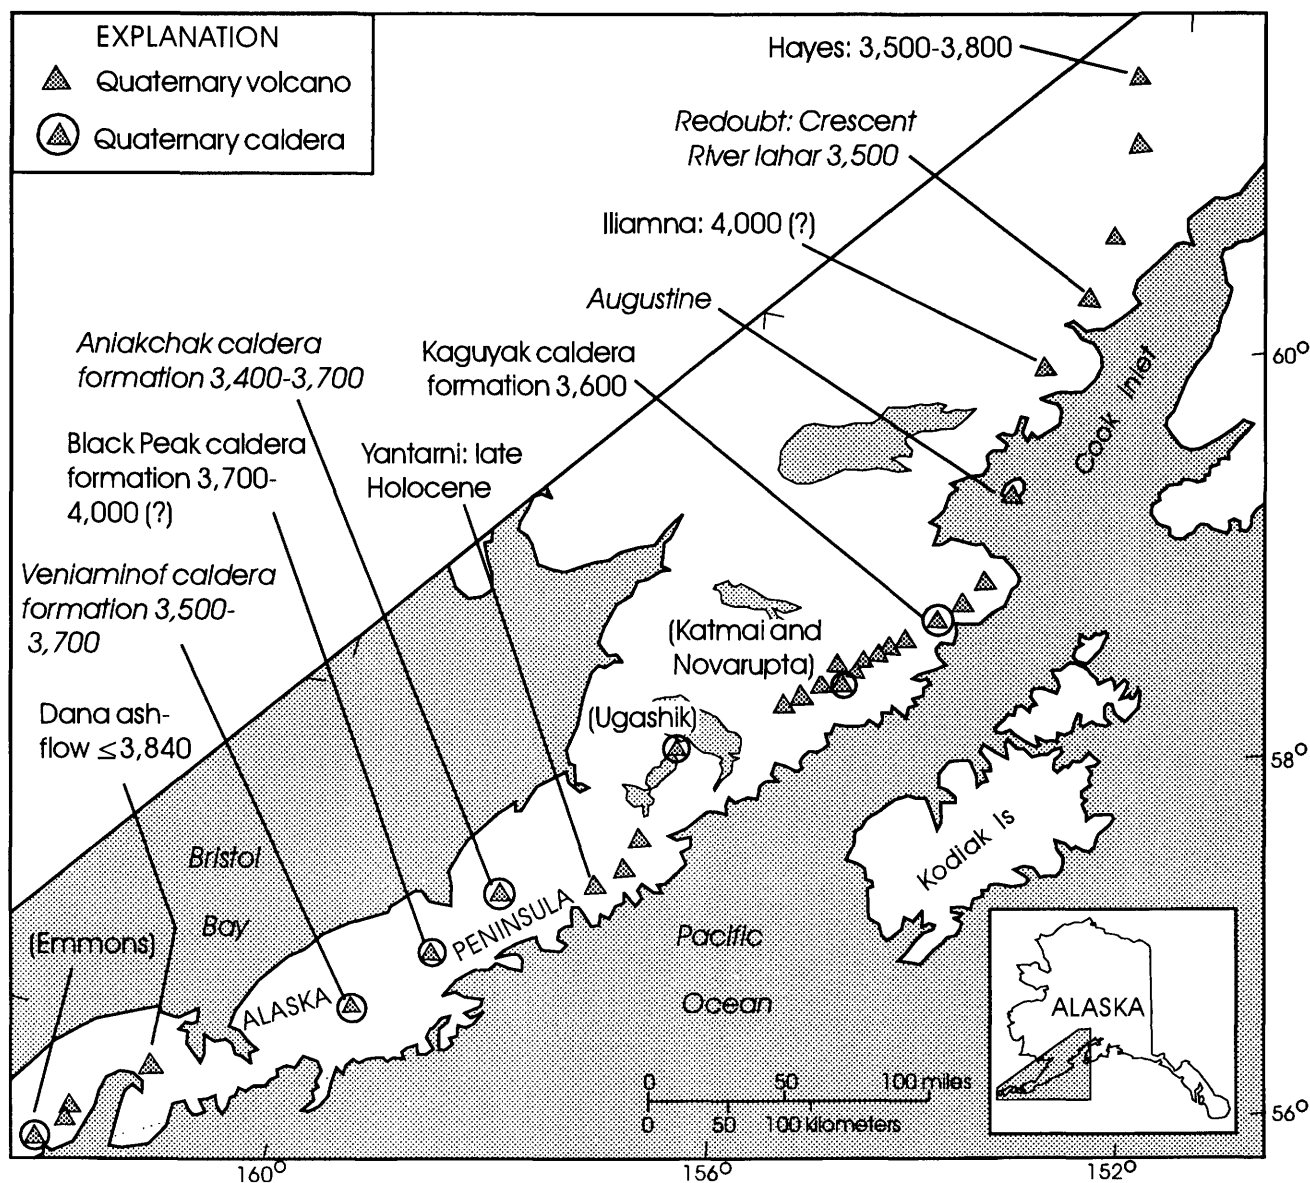 EXPLANATION
Quaternary volcano
Quaternary caldera
Hayes: 3,500-3,800
Redoubt: Crescent
River lahar 3,500
Iliamna: 4,000 (?)
Augustine
Kaguyak caldera
formation 3,600
Aniakchak caldera
formation 3,400-3,700
Black Peak caldera
formation 3,700-
4,000 (?)
Yantarni: late
Holocene
Veniaminof caldera
formation 3,500-
3,700
Dana ash-
flow ≤3,840
(Emmons)
(Katmai and
Novarupta)
(Ugashik)
Cook Inlet
Bristol
Bay
ALASKA PENINSULA
Kodiak Is
Pacific
Ocean
ALASKA
0 50 100 miles
0 50 100 kilometers
60°
58°
56°
160° 156° 152°